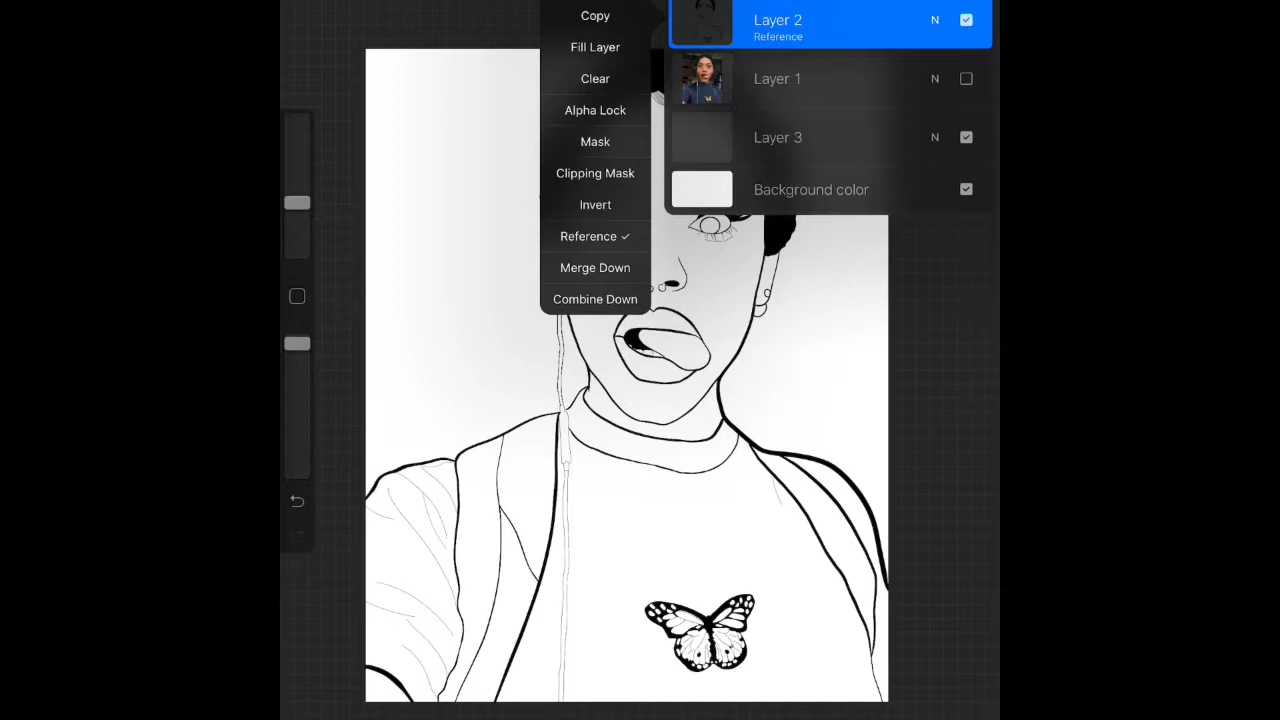 Copy
Fill Layer
Clear
Alpha Lock
Mask
Clipping Mask
Invert
Reference ✓
Merge Down
Combine Down
Layer 2 N
Reference
Layer 1 N
Layer 3 N
Background color